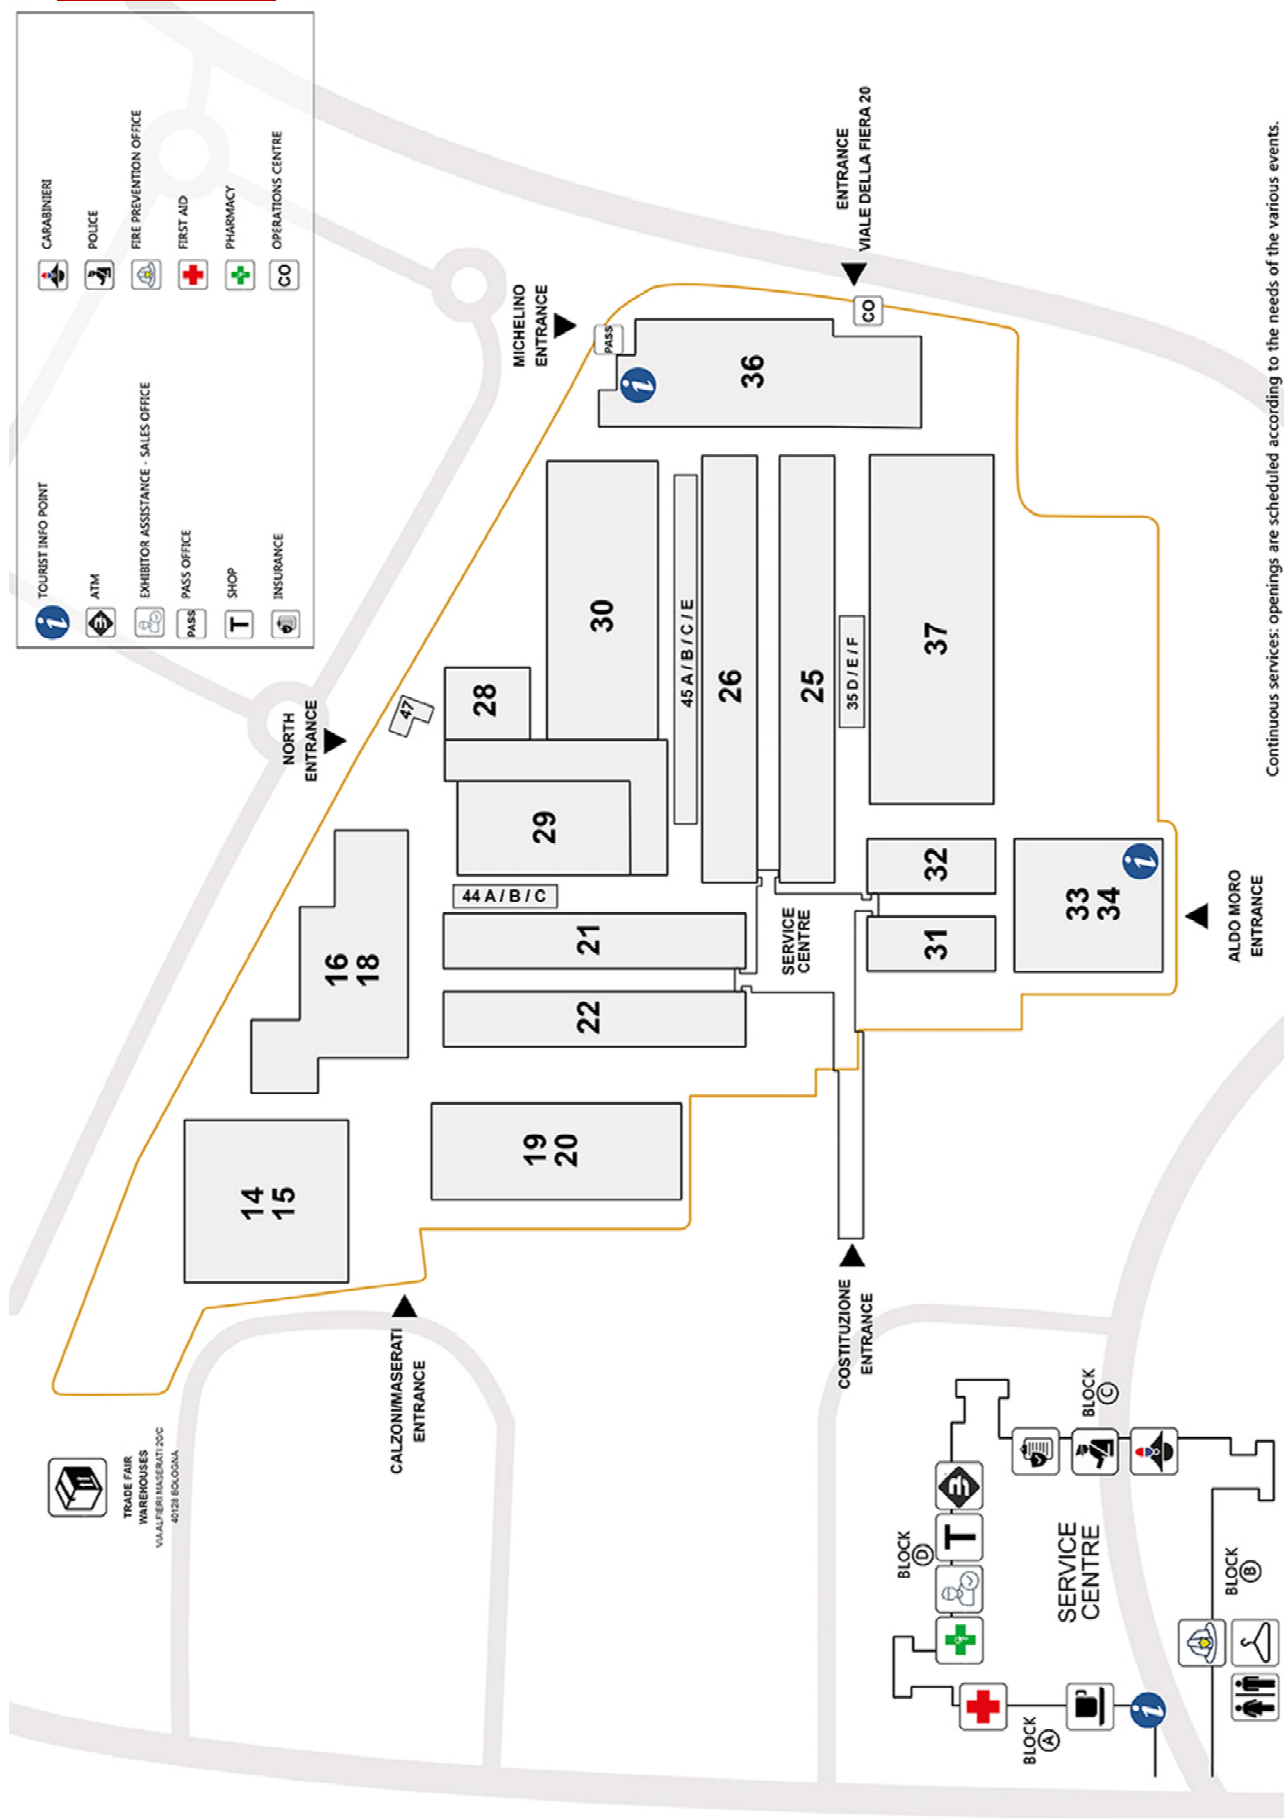 TOURIST INFO POINT
ATM
EXHIBITOR ASSISTANCE - SALES OFFICE
PASS
PASS OFFICE
T
SHOP
INSURANCE
CARABINIERI
POLICE
FIRE PREVENTION OFFICE
FIRST AID
PHARMACY
CO
OPERATIONS CENTRE
TRADE FAIR
WAREHOUSES
VIA ALFIERI MASERATI 20/C
40128 BOLOGNA
NORTH
ENTRANCE
MICHELINO
ENTRANCE
PASS
ENTRANCE
VIALE DELLA FIERA 20
CO
CALZONI/MASERATI
ENTRANCE
COSTITUZIONE
ENTRANCE
ALDO MORO
ENTRANCE
14
15
16
18
19
20
22
21
44 A / B / C
29
28
47
30
45 A / B / C / E
26
25
35 D / E / F
36
37
SERVICE
CENTRE
31
32
33
34
BLOCK
D
T
BLOCK
C
SERVICE
CENTRE
BLOCK
A
BLOCK
B
Continuous services: openings are scheduled according to the needs of the various events.